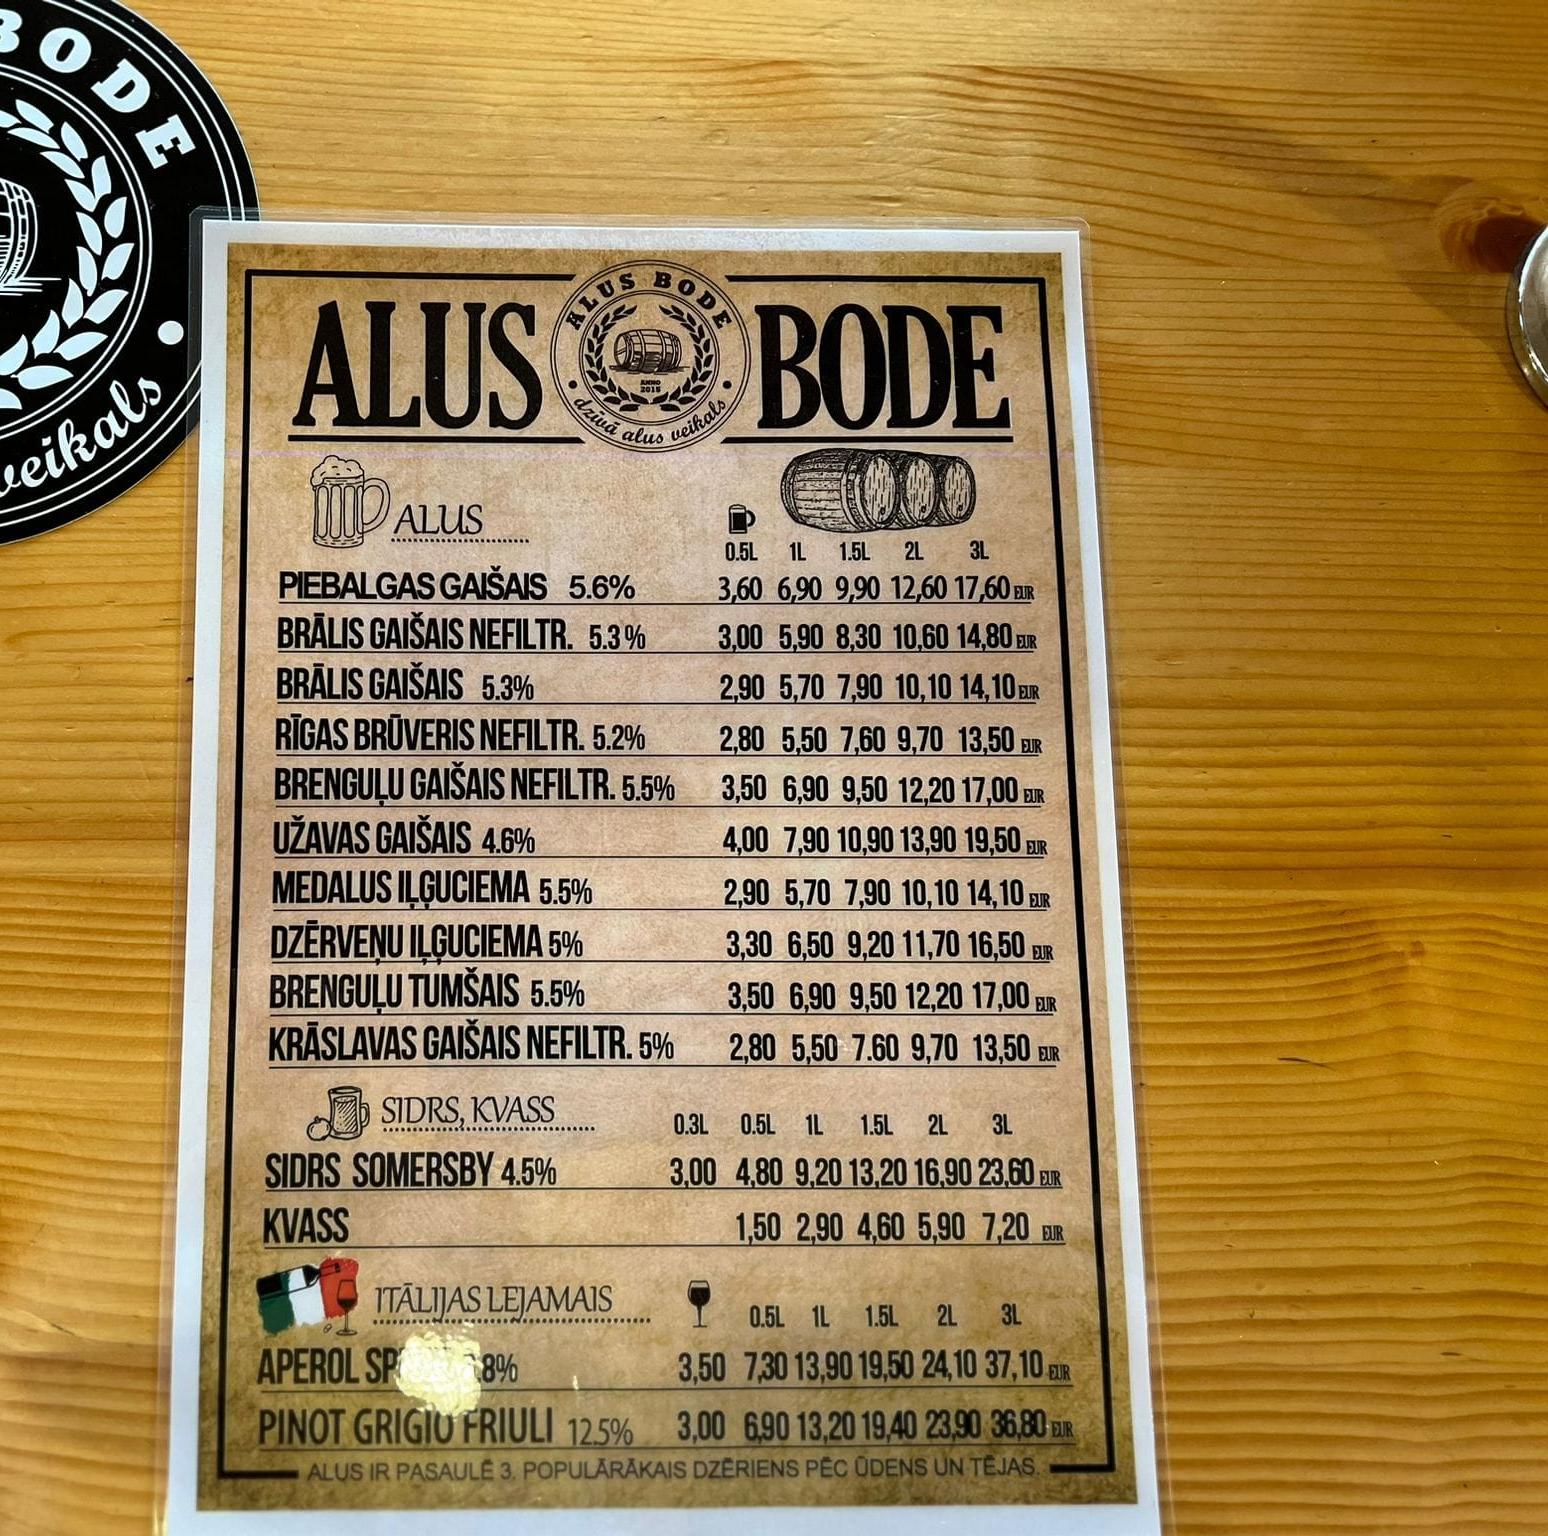 BODE
veikals
ALUS BODE
ALUS BODE
ANNO
2015
dzīvā alus veikals
ALUS
0.5L 1L 1.5L 2L 3L
PIEBALGAS GAIŠAIS 5.6% 3,60 6,90 9,90 12,60 17,60 EUR
BRĀLIS GAIŠAIS NEFILTR. 5.3% 3,00 5,90 8,30 10,60 14,80 EUR
BRĀLIS GAIŠAIS 5.3% 2,90 5,70 7,90 10,10 14,10 EUR
RĪGAS BRŪVERIS NEFILTR. 5.2% 2,80 5,50 7,60 9,70 13,50 EUR
BRENGUĻU GAIŠAIS NEFILTR. 5.5% 3,50 6,90 9,50 12,20 17,00 EUR
UŽAVAS GAIŠAIS 4.6% 4,00 7,90 10,90 13,90 19,50 EUR
MEDALUS IĻĢUCIEMA 5.5% 2,90 5,70 7,90 10,10 14,10 EUR
DZĒRVEŅU IĻĢUCIEMA 5% 3,30 6,50 9,20 11,70 16,50 EUR
BRENGUĻU TUMŠAIS 5.5% 3,50 6,90 9,50 12,20 17,00 EUR
KRĀSLAVAS GAIŠAIS NEFILTR. 5% 2,80 5,50 7.60 9,70 13,50 EUR
SIDRS, KVASS 0.3L 0.5L 1L 1.5L 2L 3L
SIDRS SOMERSBY 4.5% 3,00 4,80 9,20 13,20 16,90 23,60 EUR
KVASS 1,50 2,90 4,60 5,90 7,20 EUR
ITĀLIJAS LEJAMAIS 0.5L 1L 1.5L 2L 3L
APEROL 3,50 7,30 13,90 19,50 24,10 37,10 EUR
PINOT GRIGIO FRIULI 12.5% 3,00 6,90 13,20 19,40 23,90 36,80 EUR
ALUS IR PASAULĒ 3. POPULĀRĀKAIS DZĒRIENS PĒC ŪDENS UN TĒJAS.